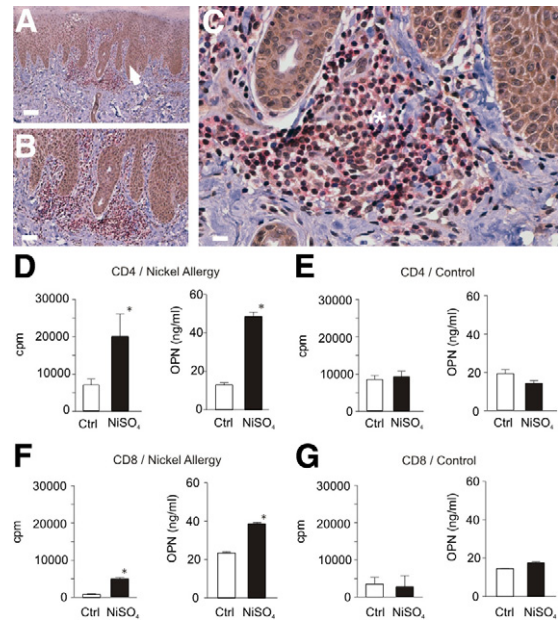 A
B
C
*
D
CD4 / Nickel Allergy
cpm
30000
20000
10000
0
*
Ctrl NiSO₄
OPN (ng/ml)
60
40
20
0
*
Ctrl NiSO₄
E
CD4 / Control
cpm
30000
20000
10000
0
Ctrl NiSO₄
OPN (ng/ml)
60
40
20
0
Ctrl NiSO₄
F
CD8 / Nickel Allergy
cpm
30000
20000
10000
0
*
Ctrl NiSO₄
OPN (ng/ml)
60
40
20
0
*
Ctrl NiSO₄
G
CD8 / Control
cpm
30000
20000
10000
0
Ctrl NiSO₄
OPN (ng/ml)
60
40
20
0
Ctrl NiSO₄